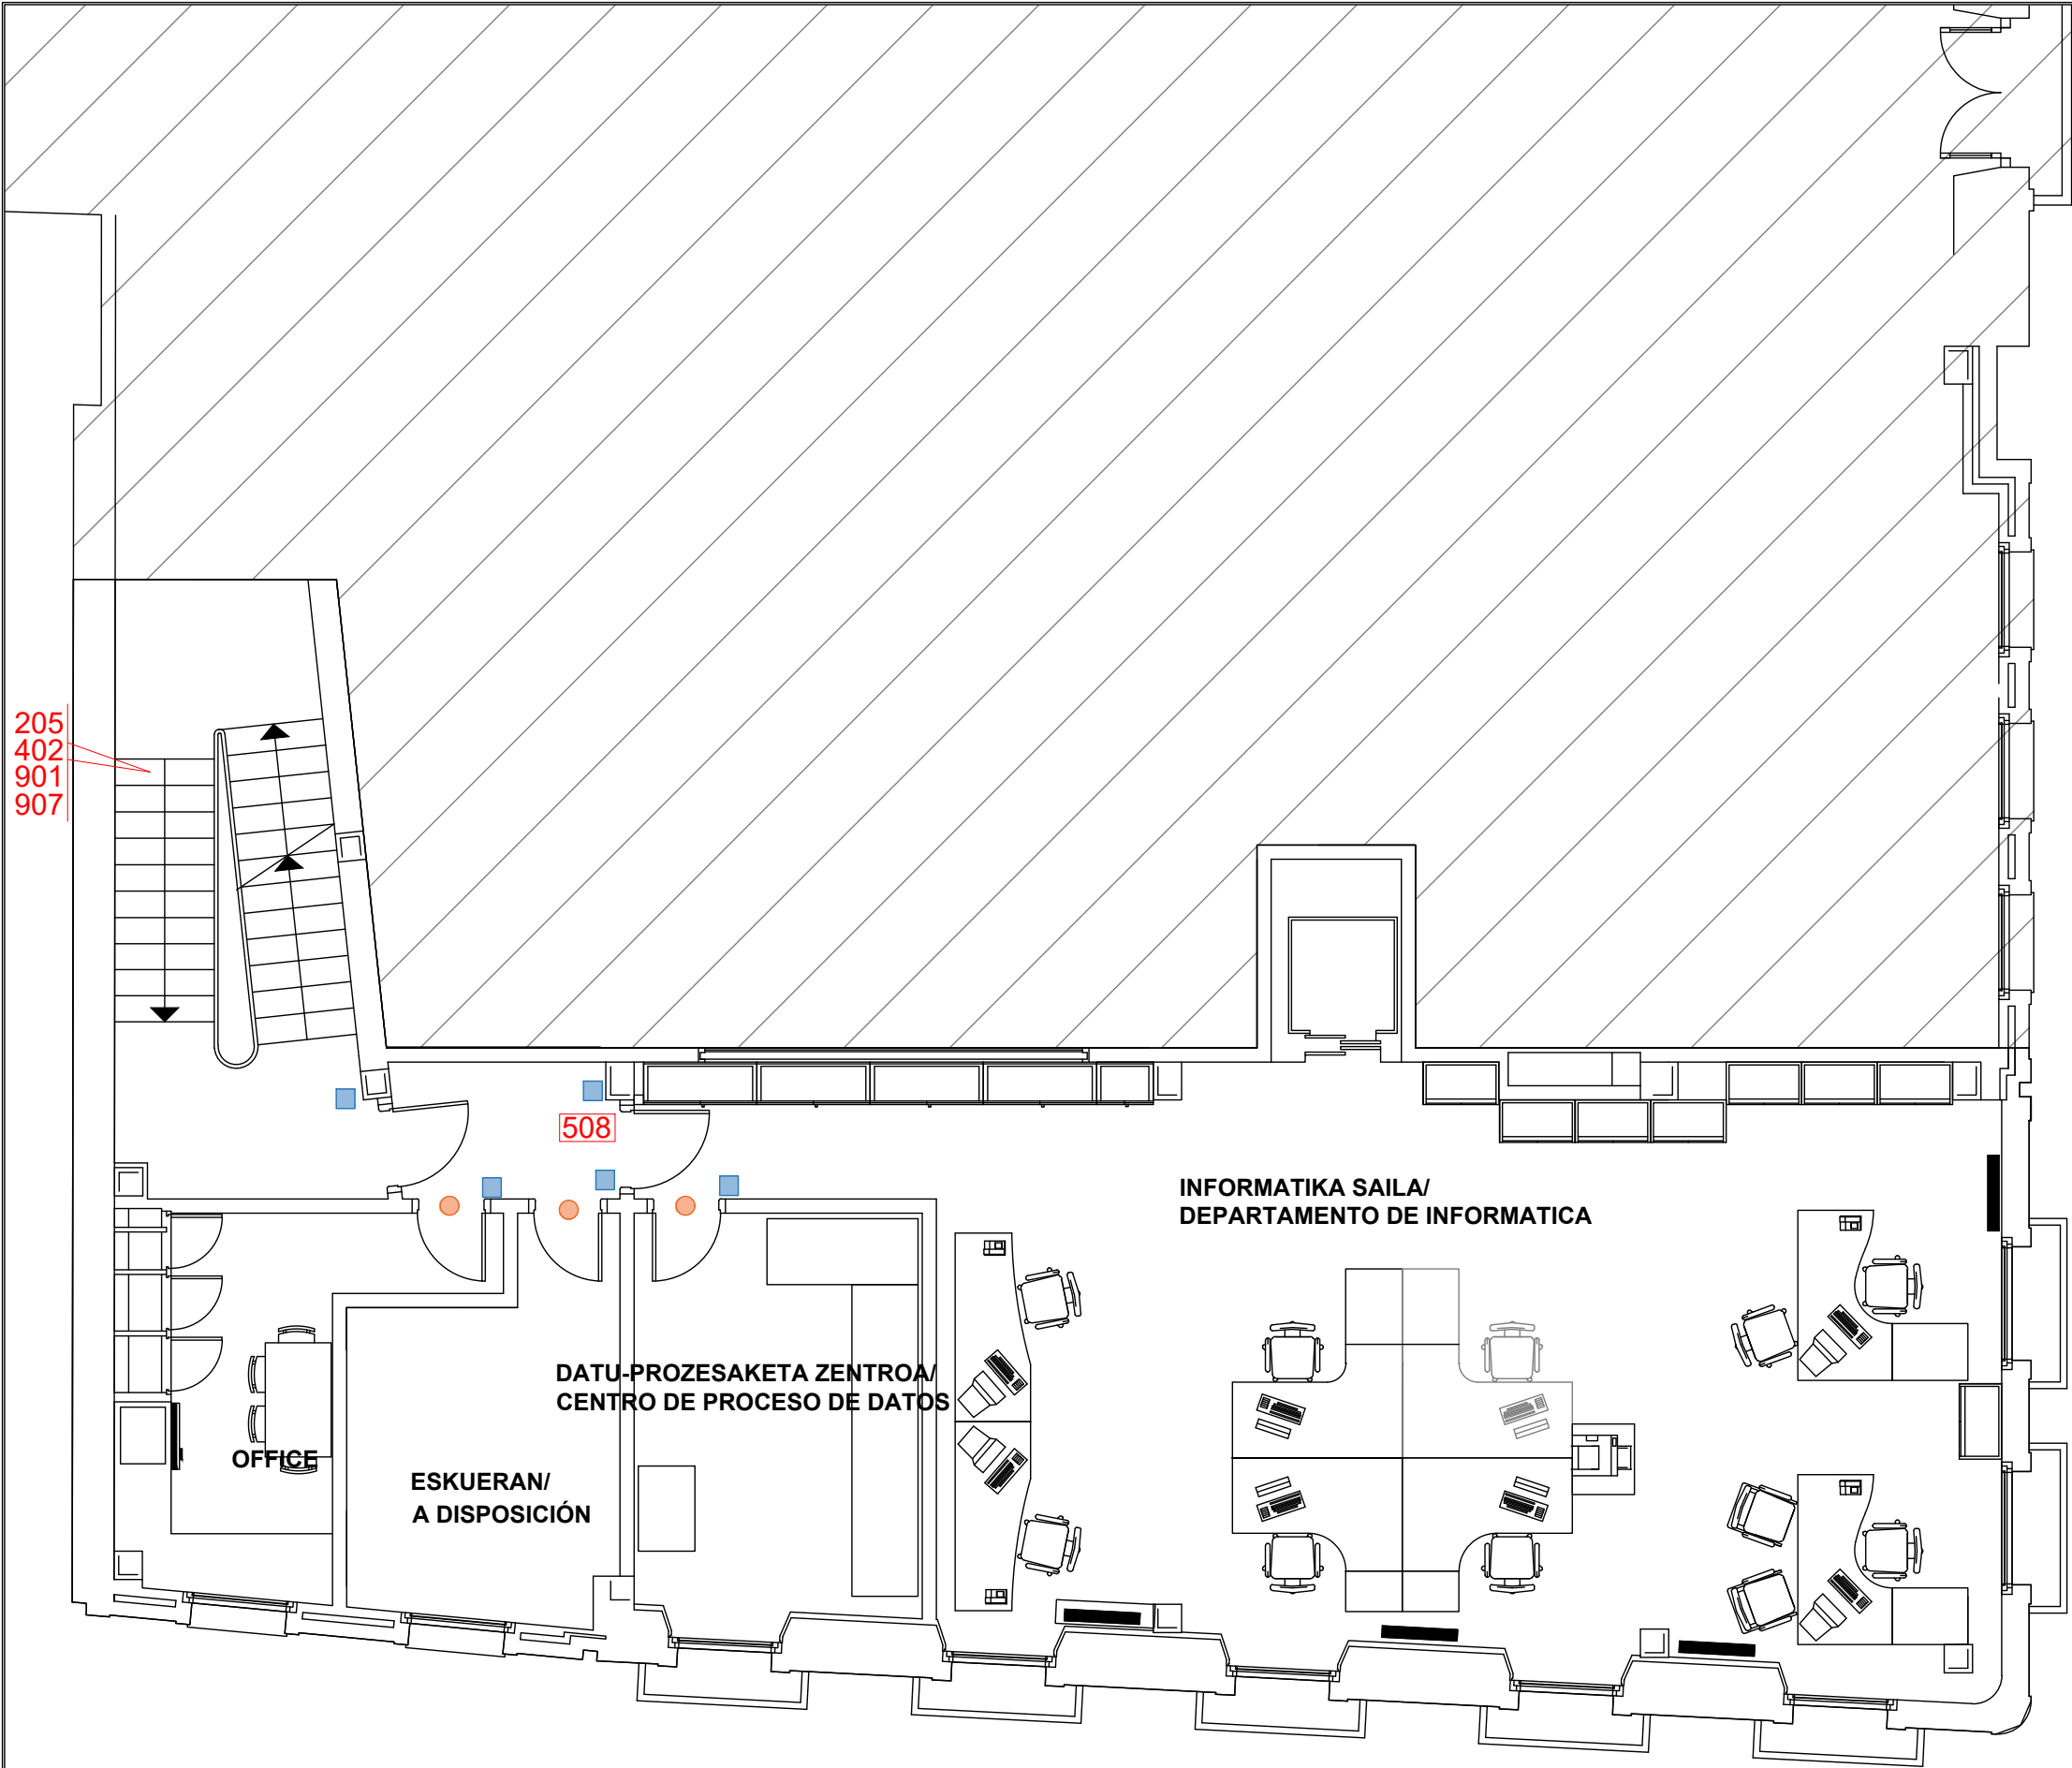 205
402
901
907
508
INFORMATIKA SAILA/
DEPARTAMENTO DE INFORMATICA
DATU-PROZESAKETA ZENTROA/
CENTRO DE PROCESO DE DATOS
OFFICE
ESKUERAN/
A DISPOSICIÓN